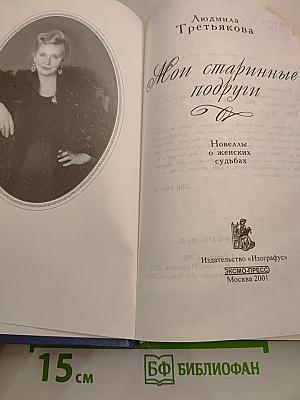 Людмила
Третьякова
Мои старинные
подруги
Новеллы
о женских
судьбах
Издательство «Изографус»
ЭКСМО-ПРЕСС
Москва 2001
15 см
БФ БИБЛИОФАН